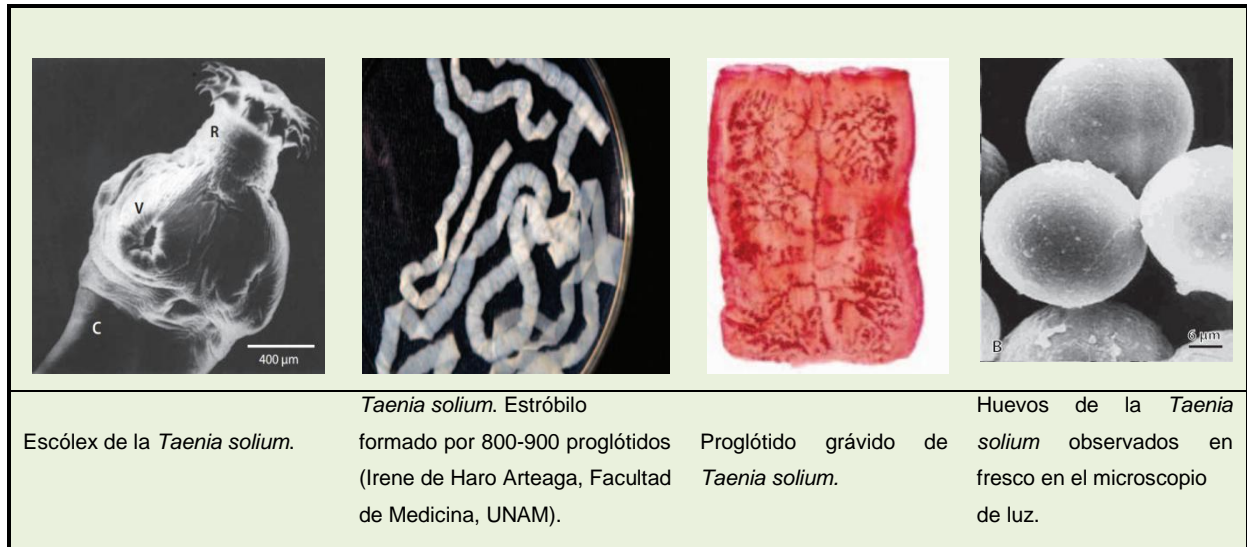 R
V
C
400 µm
B
6 µm
Escólex de la Taenia solium.
Taenia solium. Estróbilo
formado por 800-900 proglótidos
(Irene de Haro Arteaga, Facultad
de Medicina, UNAM).
Proglótido grávido de
Taenia solium.
Huevos de la Taenia
solium observados en
fresco en el microscopio
de luz.